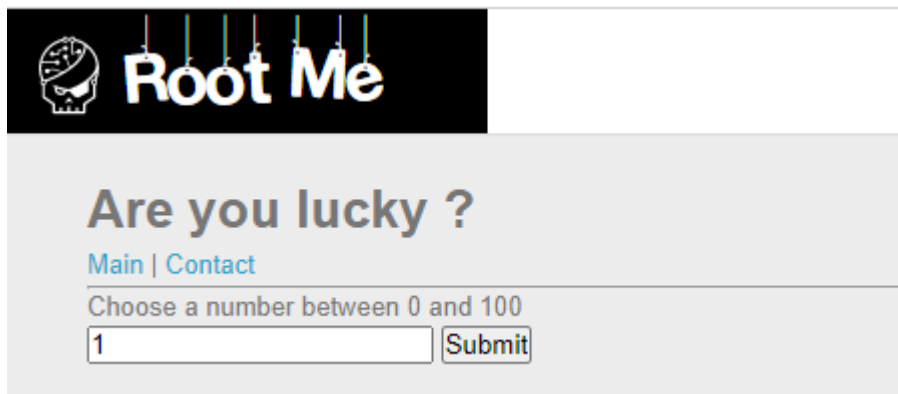 Root Me
Are you lucky ?
Main | Contact
Choose a number between 0 and 100
1 Submit